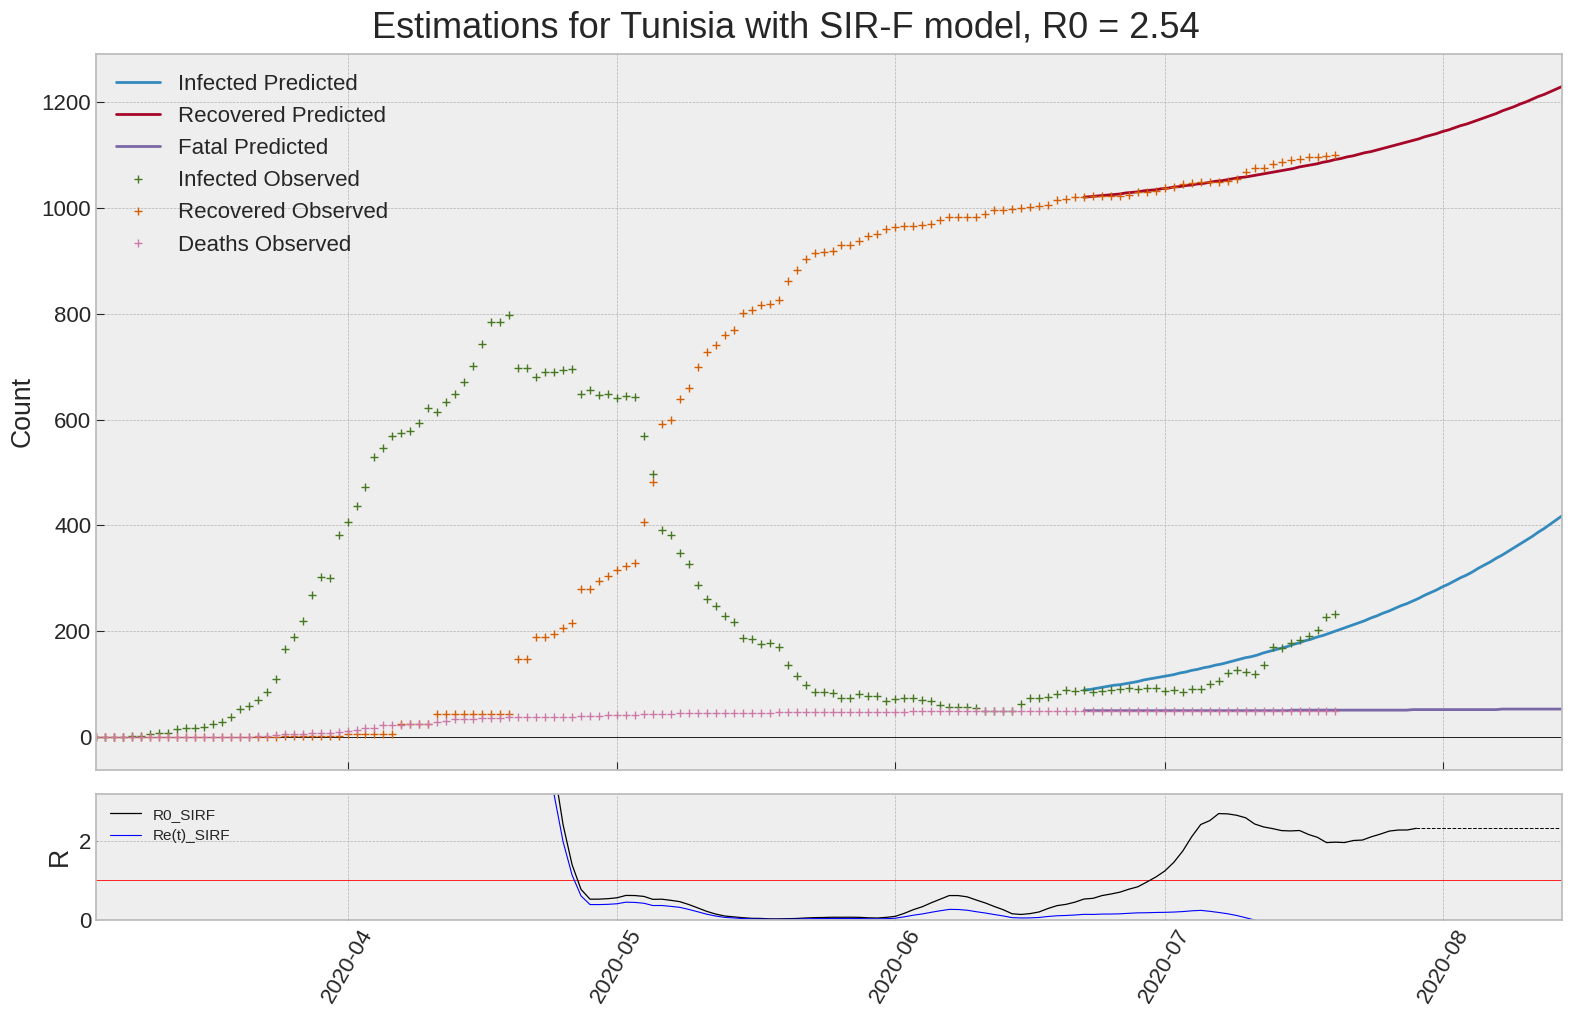 Estimations for Tunisia with SIR-F model, R0 = 2.54
Infected Predicted
Recovered Predicted
Fatal Predicted
Infected Observed
Recovered Observed
Deaths Observed
Count
1200
1000
800
600
400
200
0
R0_SIRF
Re(t)_SIRF
R
2
0
2020-04
2020-05
2020-06
2020-07
2020-08